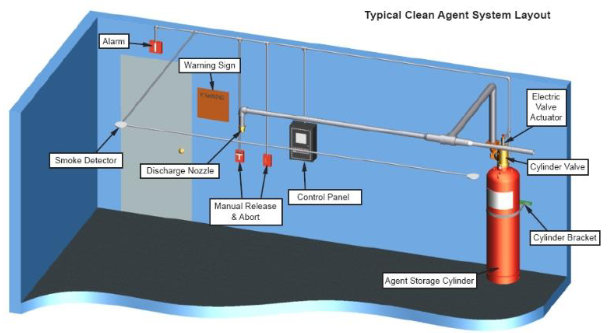 Typical Clean Agent System Layout
Alarm
Warning Sign
Electric
Valve
Actuator
Smoke Detector
Discharge Nozzle
Cylinder Valve
Manual Release
& Abort
Control Panel
Cylinder Bracket
Agent Storage Cylinder